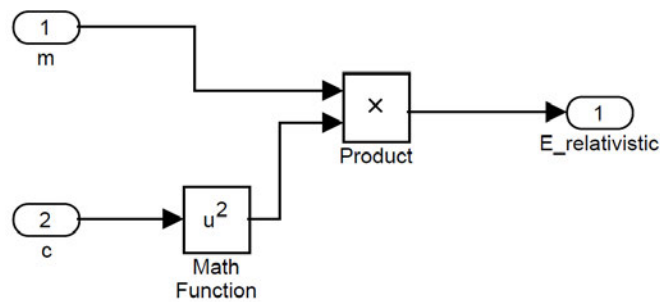 1
m
×
Product
1
E_relativistic
2
c
u²
Math
Function